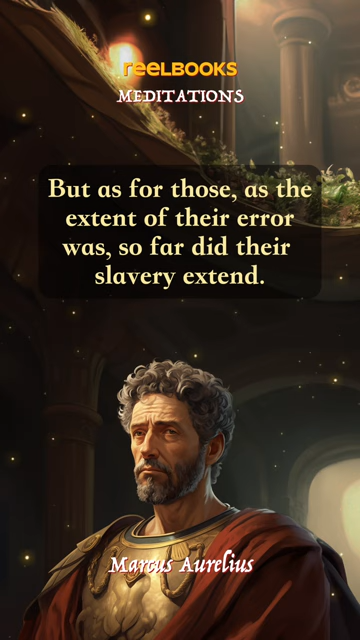 reelbooks
MEDITATIONS
But as for those, as the
extent of their error
was, so far did their
slavery extend.
Marcus Aurelius